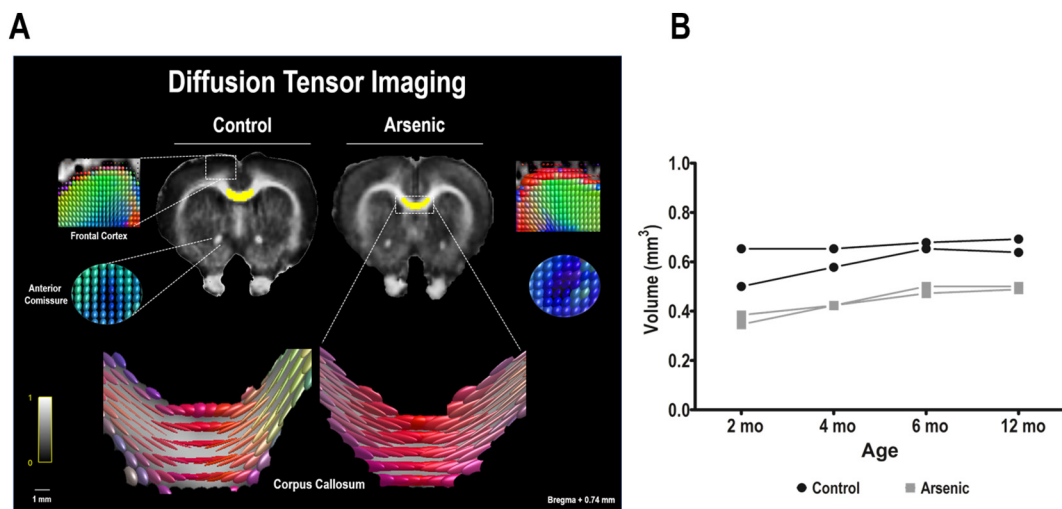 A
B
Diffusion Tensor Imaging
Control
Arsenic
Frontal Cortex
Anterior
Comissure
1
0
1 mm
Corpus Callosum
Bregma + 0.74 mm
Volume (mm³)
1.0
0.8
0.6
0.4
0.2
0.0
2 mo 4 mo 6 mo 12 mo
Age
Control Arsenic